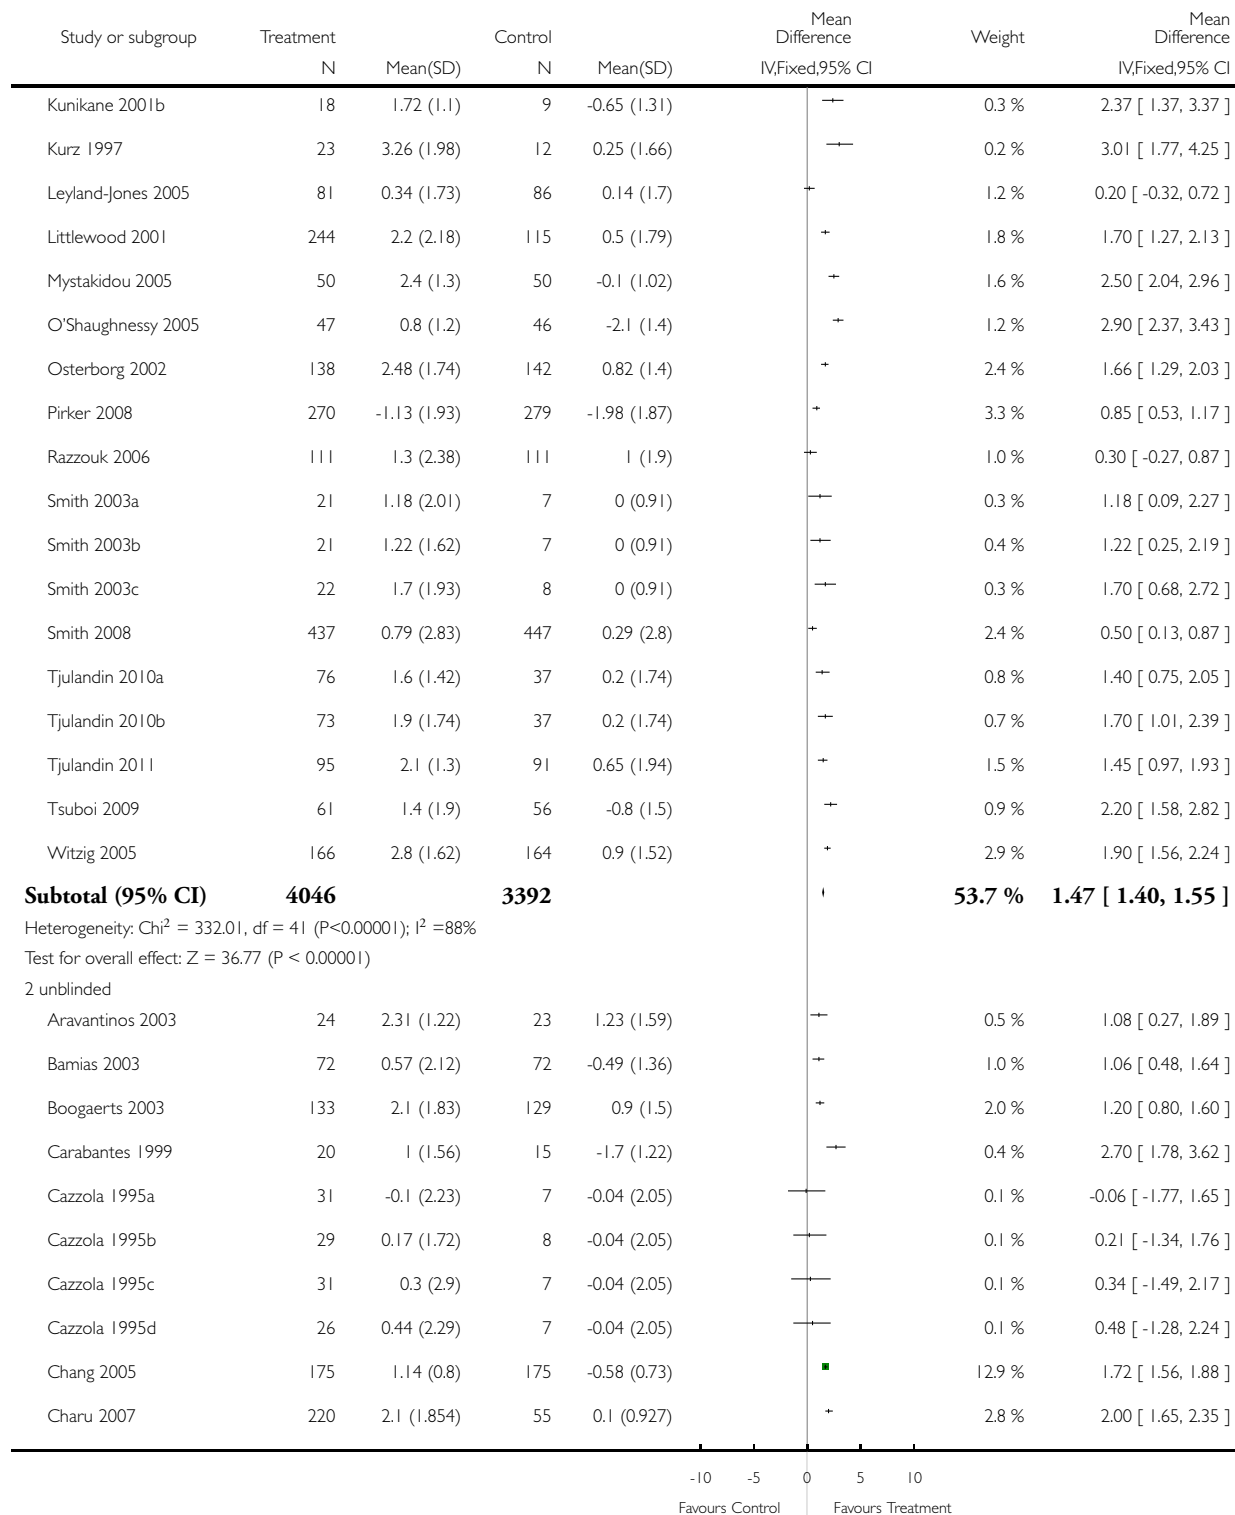 Study or subgroup Treatment Control Mean Difference Weight Mean Difference
N Mean(SD) N Mean(SD) IV,Fixed,95% CI IV,Fixed,95% CI
Kunikane 2001b 18 1.72 (1.1) 9 -0.65 (1.31) 0.3 % 2.37 [ 1.37, 3.37 ]
Kurz 1997 23 3.26 (1.98) 12 0.25 (1.66) 0.2 % 3.01 [ 1.77, 4.25 ]
Leyland-Jones 2005 81 0.34 (1.73) 86 0.14 (1.7) 1.2 % 0.20 [ -0.32, 0.72 ]
Littlewood 2001 244 2.2 (2.18) 115 0.5 (1.79) 1.8 % 1.70 [ 1.27, 2.13 ]
Mystakidou 2005 50 2.4 (1.3) 50 -0.1 (1.02) 1.6 % 2.50 [ 2.04, 2.96 ]
O'Shaughnessy 2005 47 0.8 (1.2) 46 -2.1 (1.4) 1.2 % 2.90 [ 2.37, 3.43 ]
Osterborg 2002 138 2.48 (1.74) 142 0.82 (1.4) 2.4 % 1.66 [ 1.29, 2.03 ]
Pirker 2008 270 -1.13 (1.93) 279 -1.98 (1.87) 3.3 % 0.85 [ 0.53, 1.17 ]
Razzouk 2006 111 1.3 (2.38) 111 1 (1.9) 1.0 % 0.30 [ -0.27, 0.87 ]
Smith 2003a 21 1.18 (2.01) 7 0 (0.91) 0.3 % 1.18 [ 0.09, 2.27 ]
Smith 2003b 21 1.22 (1.62) 7 0 (0.91) 0.4 % 1.22 [ 0.25, 2.19 ]
Smith 2003c 22 1.7 (1.93) 8 0 (0.91) 0.3 % 1.70 [ 0.68, 2.72 ]
Smith 2008 437 0.79 (2.83) 447 0.29 (2.8) 2.4 % 0.50 [ 0.13, 0.87 ]
Tjulandin 2010a 76 1.6 (1.42) 37 0.2 (1.74) 0.8 % 1.40 [ 0.75, 2.05 ]
Tjulandin 2010b 73 1.9 (1.74) 37 0.2 (1.74) 0.7 % 1.70 [ 1.01, 2.39 ]
Tjulandin 2011 95 2.1 (1.3) 91 0.65 (1.94) 1.5 % 1.45 [ 0.97, 1.93 ]
Tsuboi 2009 61 1.4 (1.9) 56 -0.8 (1.5) 0.9 % 2.20 [ 1.58, 2.82 ]
Witzig 2005 166 2.8 (1.62) 164 0.9 (1.52) 2.9 % 1.90 [ 1.56, 2.24 ]
Subtotal (95% CI) 4046 3392 53.7 % 1.47 [ 1.40, 1.55 ]
Heterogeneity: Chi² = 332.01, df = 41 (P<0.00001); I² =88%
Test for overall effect: Z = 36.77 (P < 0.00001)
2 unblinded
Aravantinos 2003 24 2.31 (1.22) 23 1.23 (1.59) 0.5 % 1.08 [ 0.27, 1.89 ]
Bamias 2003 72 0.57 (2.12) 72 -0.49 (1.36) 1.0 % 1.06 [ 0.48, 1.64 ]
Boogaerts 2003 133 2.1 (1.83) 129 0.9 (1.5) 2.0 % 1.20 [ 0.80, 1.60 ]
Carabantes 1999 20 1 (1.56) 15 -1.7 (1.22) 0.4 % 2.70 [ 1.78, 3.62 ]
Cazzola 1995a 31 -0.1 (2.23) 7 -0.04 (2.05) 0.1 % -0.06 [ -1.77, 1.65 ]
Cazzola 1995b 29 0.17 (1.72) 8 -0.04 (2.05) 0.1 % 0.21 [ -1.34, 1.76 ]
Cazzola 1995c 31 0.3 (2.9) 7 -0.04 (2.05) 0.1 % 0.34 [ -1.49, 2.17 ]
Cazzola 1995d 26 0.44 (2.29) 7 -0.04 (2.05) 0.1 % 0.48 [ -1.28, 2.24 ]
Chang 2005 175 1.14 (0.8) 175 -0.58 (0.73) 12.9 % 1.72 [ 1.56, 1.88 ]
Charu 2007 220 2.1 (1.854) 55 0.1 (0.927) 2.8 % 2.00 [ 1.65, 2.35 ]
-10 -5 0 5 10
Favours Control Favours Treatment